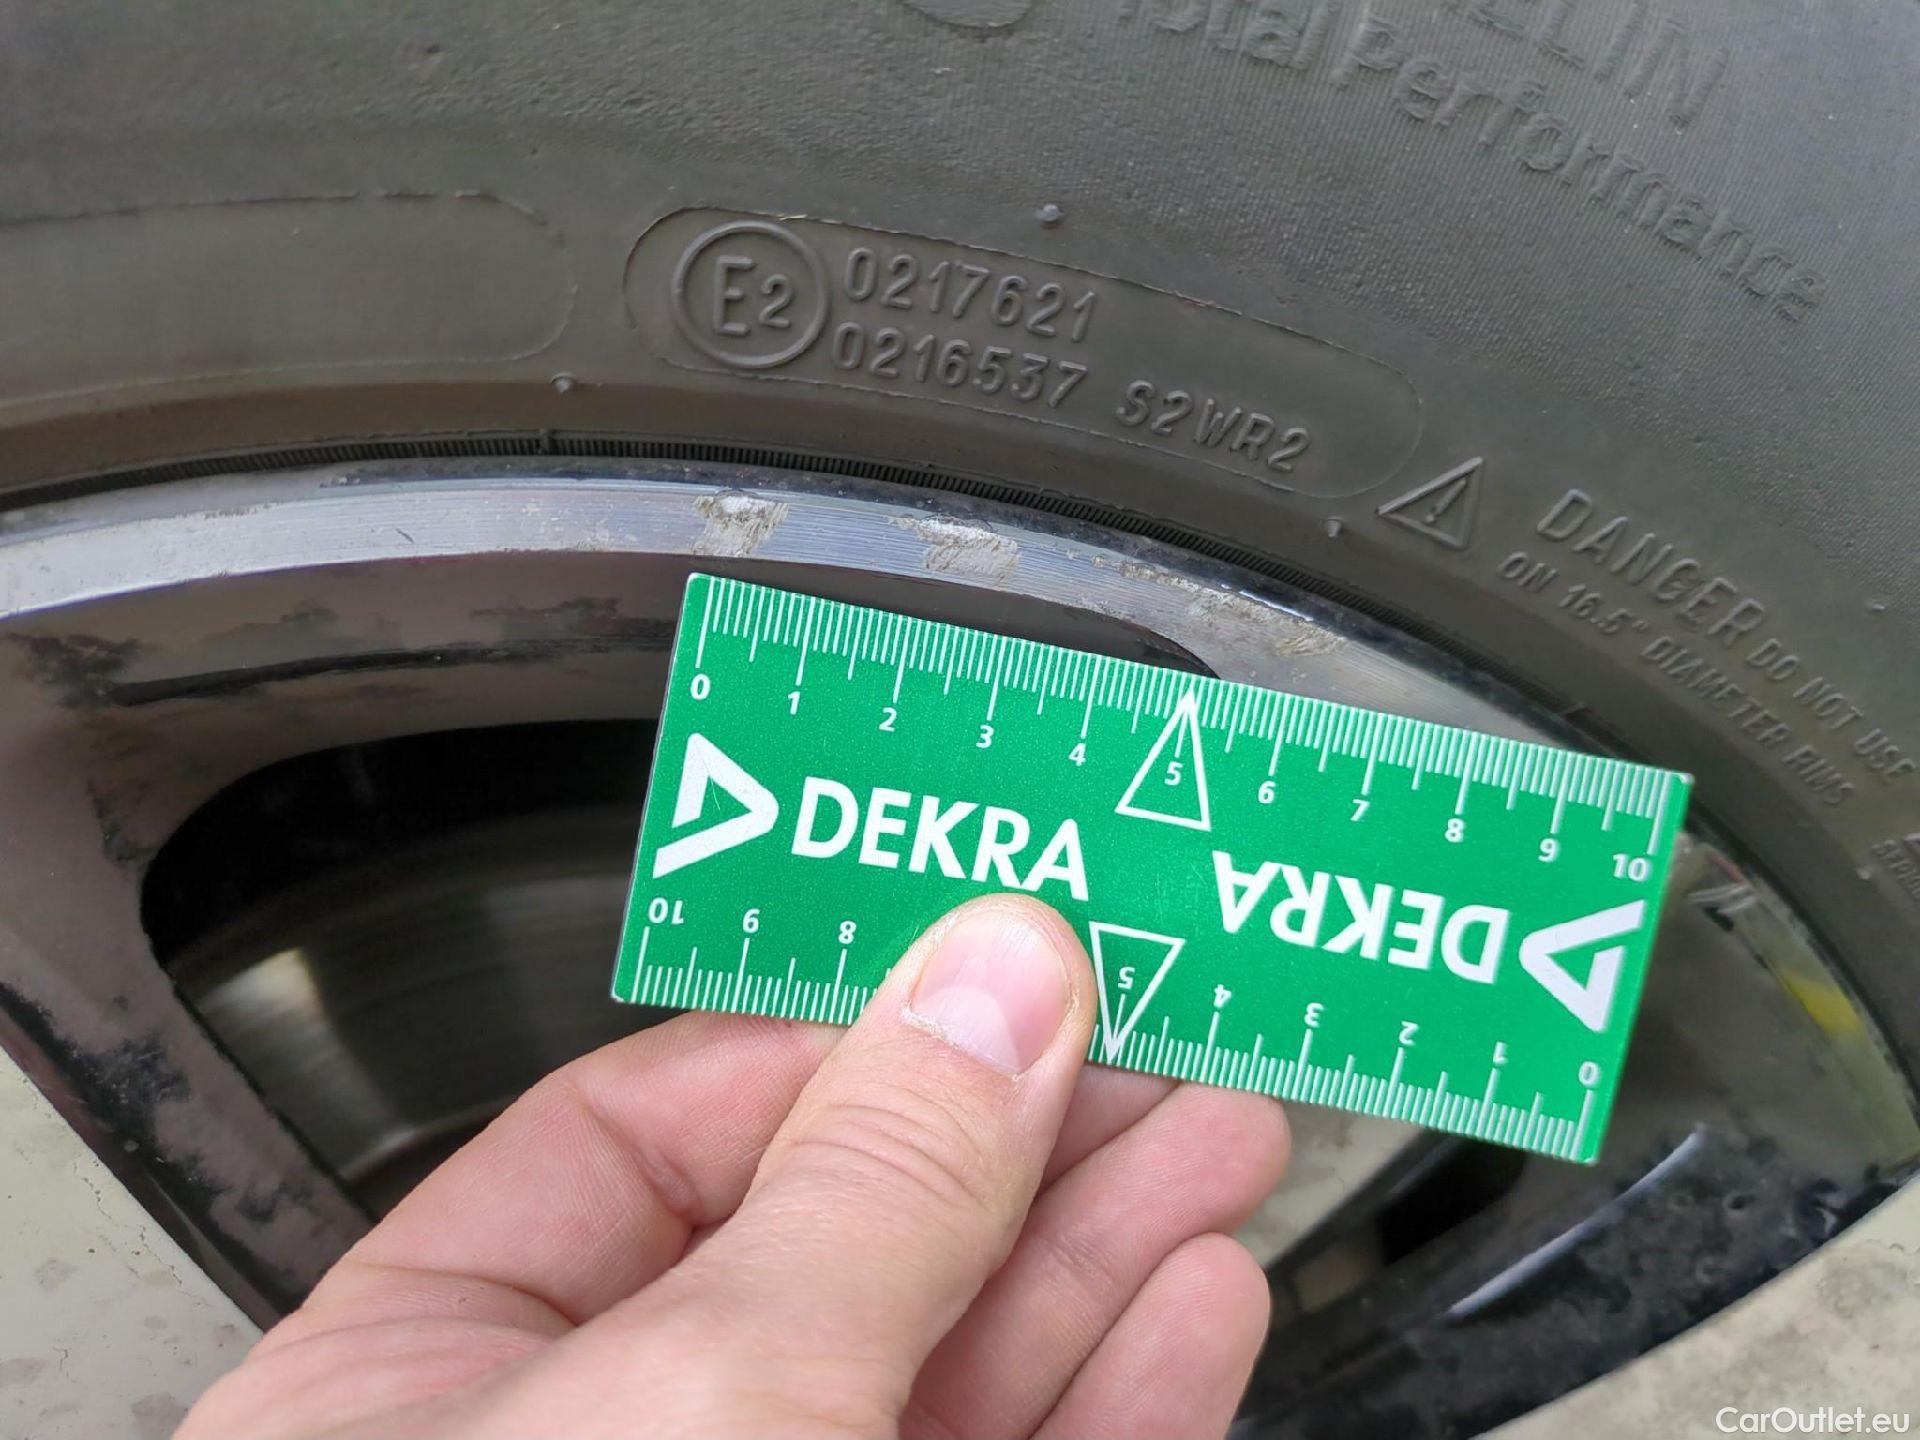 Total performance
E2
0217621
0216537 S2WR2
DANGER DO NOT USE
ON 16.5" DIAMETER RIMS
0 1 2 3 4 5 6 7 8 9 10
DEKRA
DEKRA
10 9 8 5 4 3 2 1 0
CarOutlet.eu